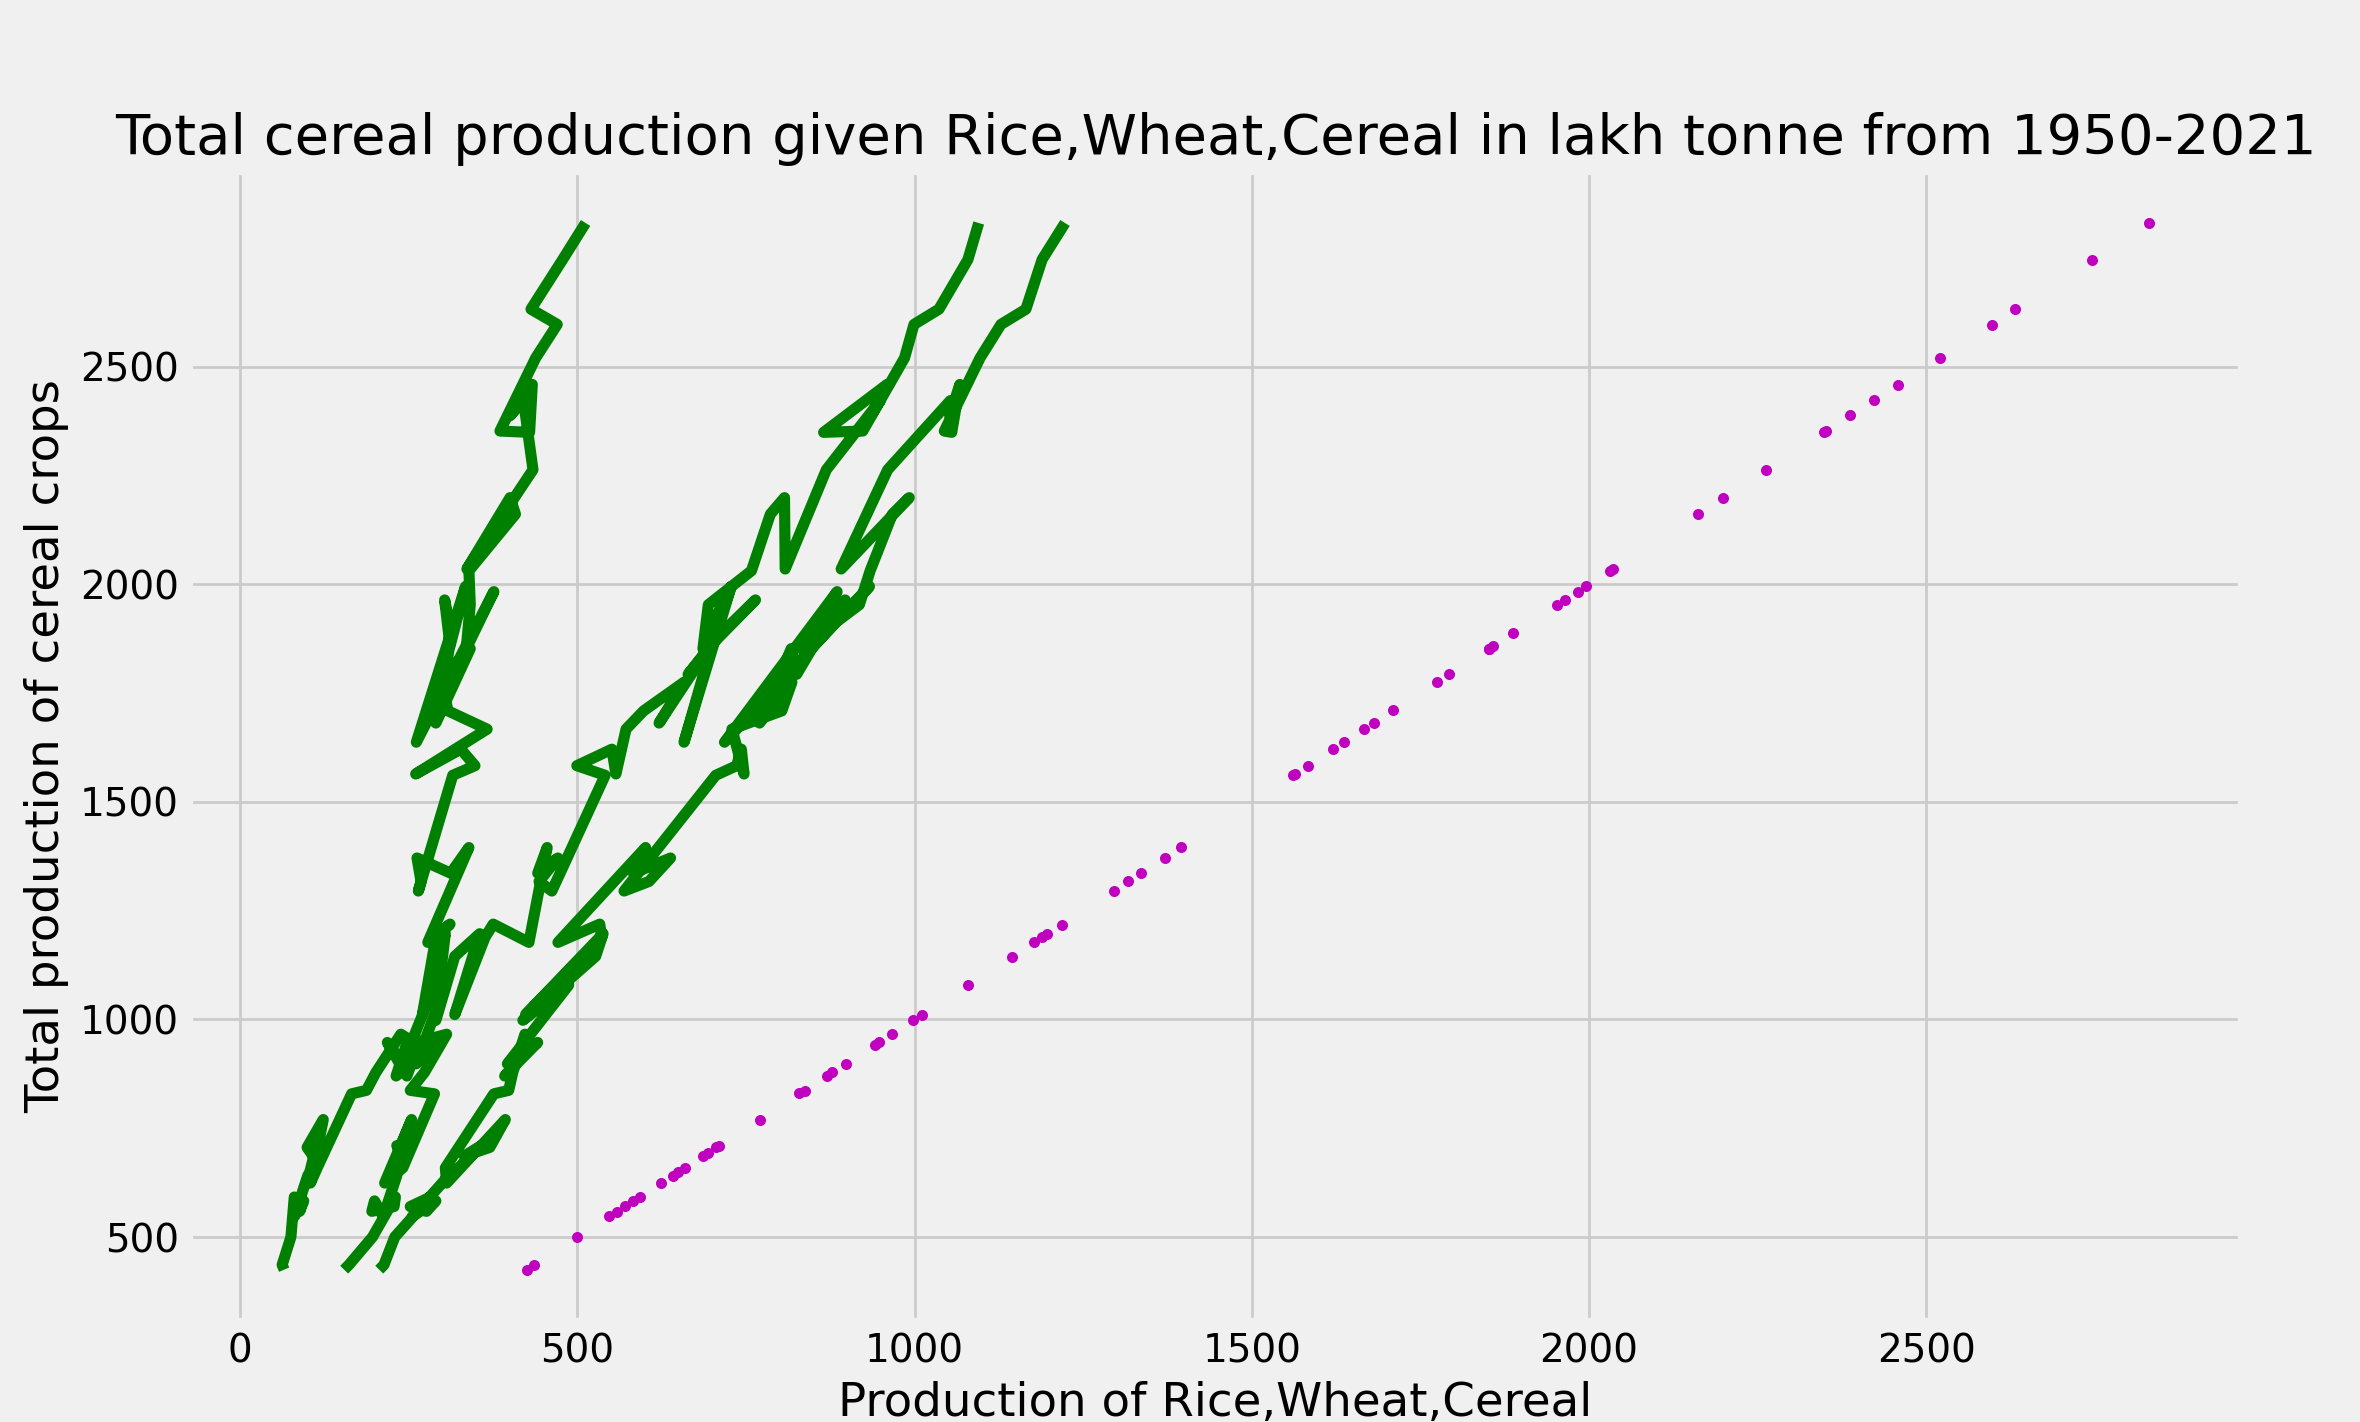 Total cereal production given Rice,Wheat,Cereal in lakh tonne from 1950-2021
Total production of cereal crops
2500
2000
1500
1000
500
0 500 1000 1500 2000 2500
Production of Rice,Wheat,Cereal